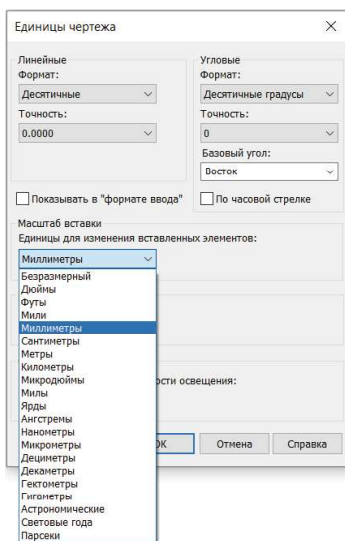 Единицы чертежа
Линейные
Формат:
Десятичные
Точность:
0.0000
Угловые
Формат:
Десятичные градусы
Точность:
0
Базовый угол:
Восток
Показывать в "формате ввода"
По часовой стрелке
Масштаб вставки
Единицы для изменения вставленных элементов:
Миллиметры
Безразмерный
Дюймы
Футы
Мили
Миллиметры
Сантиметры
Метры
Километры
Микродюймы
Милы
Ярды
Ангстремы
Нанометры
Микрометры
Дециметры
Декаметры
Гектометры
Гигометры
Астрономические
Световые года
Парсеки
ости освещения:
ОК
Отмена
Справка